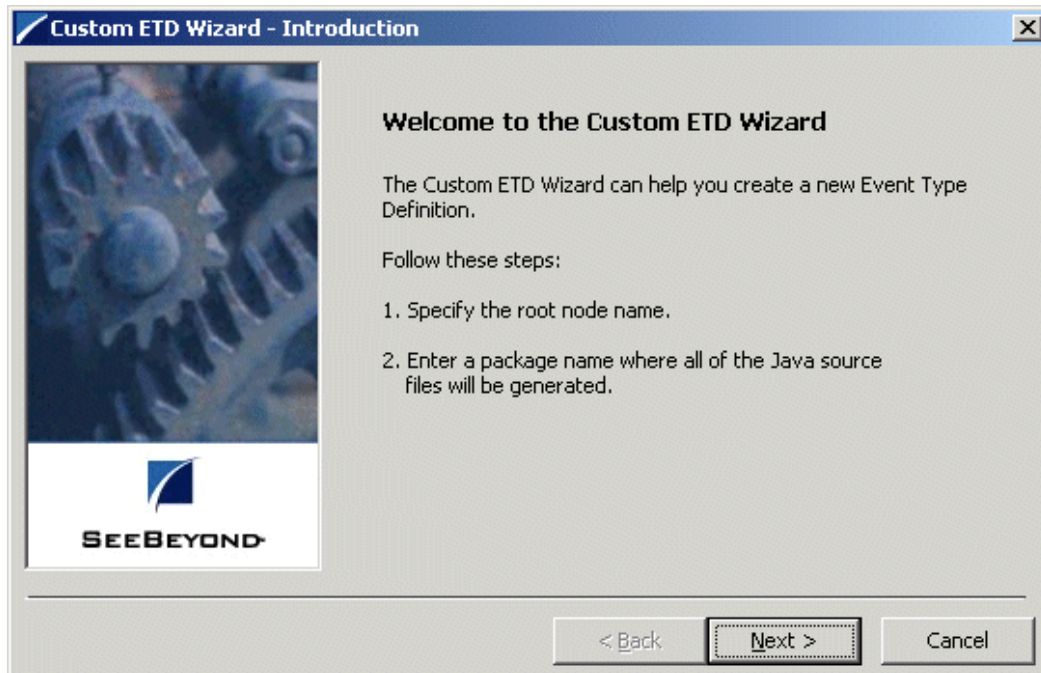 Custom ETD Wizard - Introduction
Welcome to the Custom ETD Wizard
The Custom ETD Wizard can help you create a new Event Type
Definition.
Follow these steps:
1. Specify the root node name.
2. Enter a package name where all of the Java source
files will be generated.
SEEBEYOND
< Back
Next >
Cancel